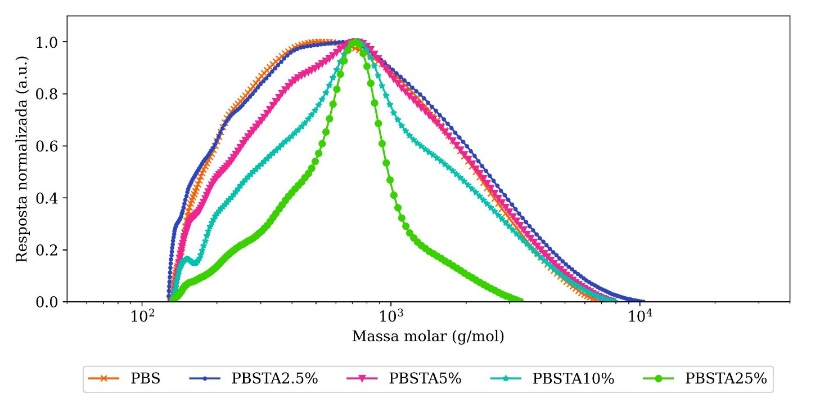 Resposta normalizada (a.u.)
1.0
0.8
0.6
0.4
0.2
0.0
10²
10³
10⁴
Massa molar (g/mol)
PBS
PBSTA2.5%
PBSTA5%
PBSTA10%
PBSTA25%